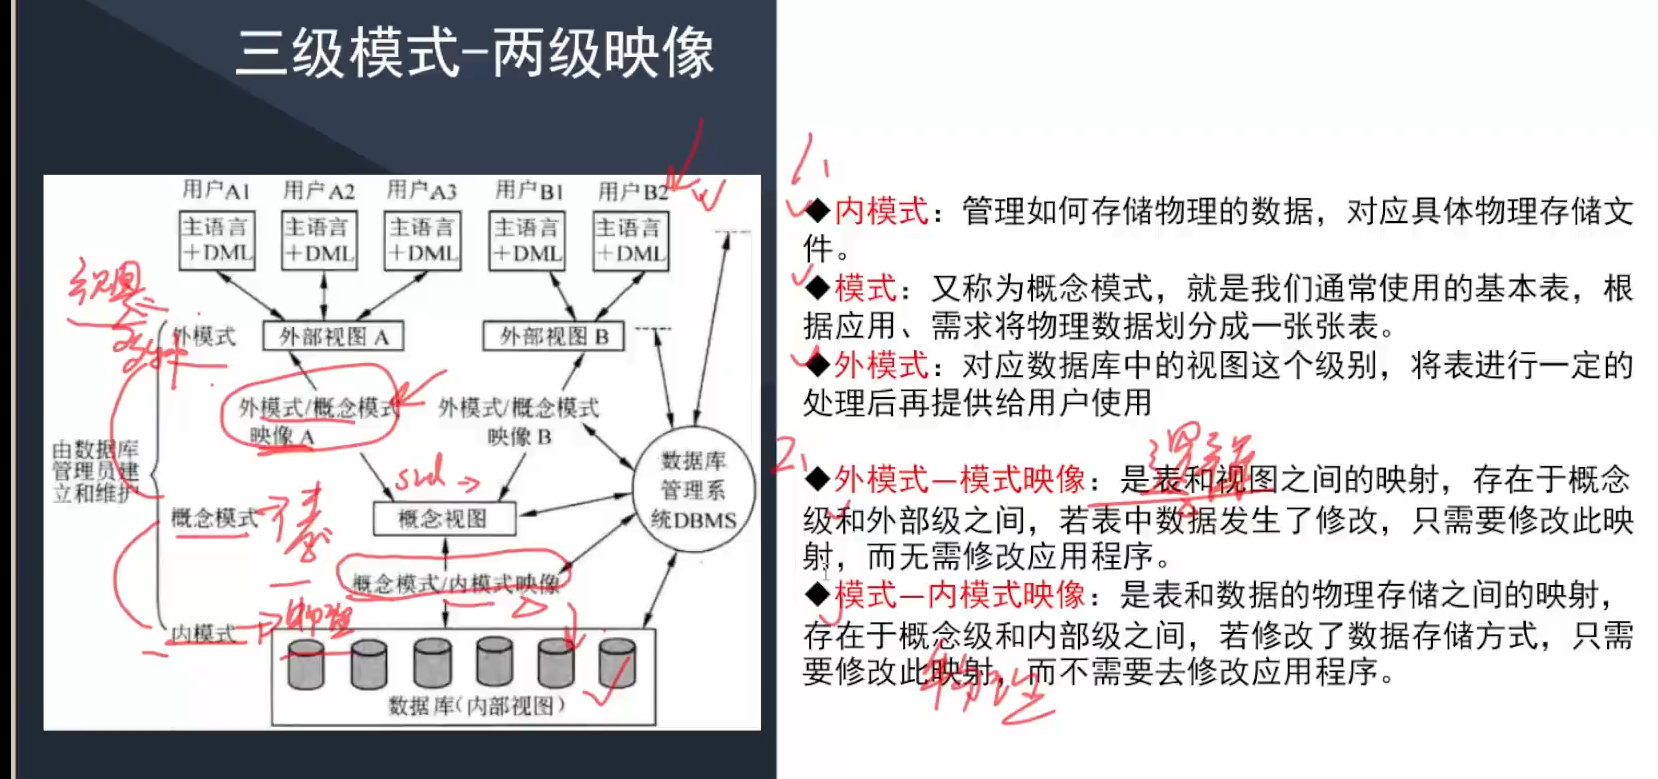 三级模式-两级映像
用户A1 用户A2 用户A3 用户B1 用户B2
主语言 主语言 主语言 主语言 主语言
+DML +DML +DML +DML +DML
视图
外模式 外部视图 A 外部视图 B
外模式/概念模式 外模式/概念模式
映像 A 映像 B
由数据库
管理员建
立和维护
数据库
管理系
统DBMS
概念模式 表 概念视图
概念模式/内模式映像
内模式 物理
数据库(内部视图)
1、
◆内模式：管理如何存储物理的数据，对应具体物理存储文
件。
◆模式：又称为概念模式，就是我们通常使用的基本表，根
据应用、需求将物理数据划分成一张张表。
◆外模式：对应数据库中的视图这个级别，将表进行一定的
处理后再提供给用户使用
2、
逻辑
◆外模式—模式映像：是表和视图之间的映射，存在于概念
级和外部级之间，若表中数据发生了修改，只需要修改此映
射，而无需修改应用程序。
◆模式—内模式映像：是表和数据的物理存储之间的映射，
存在于概念级和内部级之间，若修改了数据存储方式，只需
要修改此映射，而不需要去修改应用程序。
物理